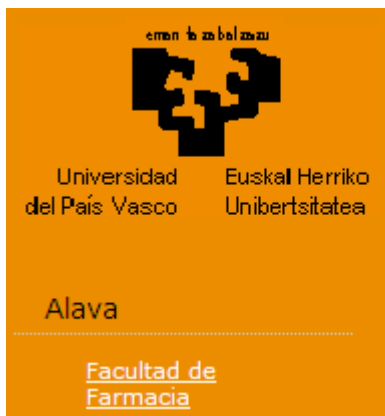 eman ta zabal zazu
Universidad Euskal Herriko
del País Vasco Unibertsitatea
Alava
Facultad de
Farmacia